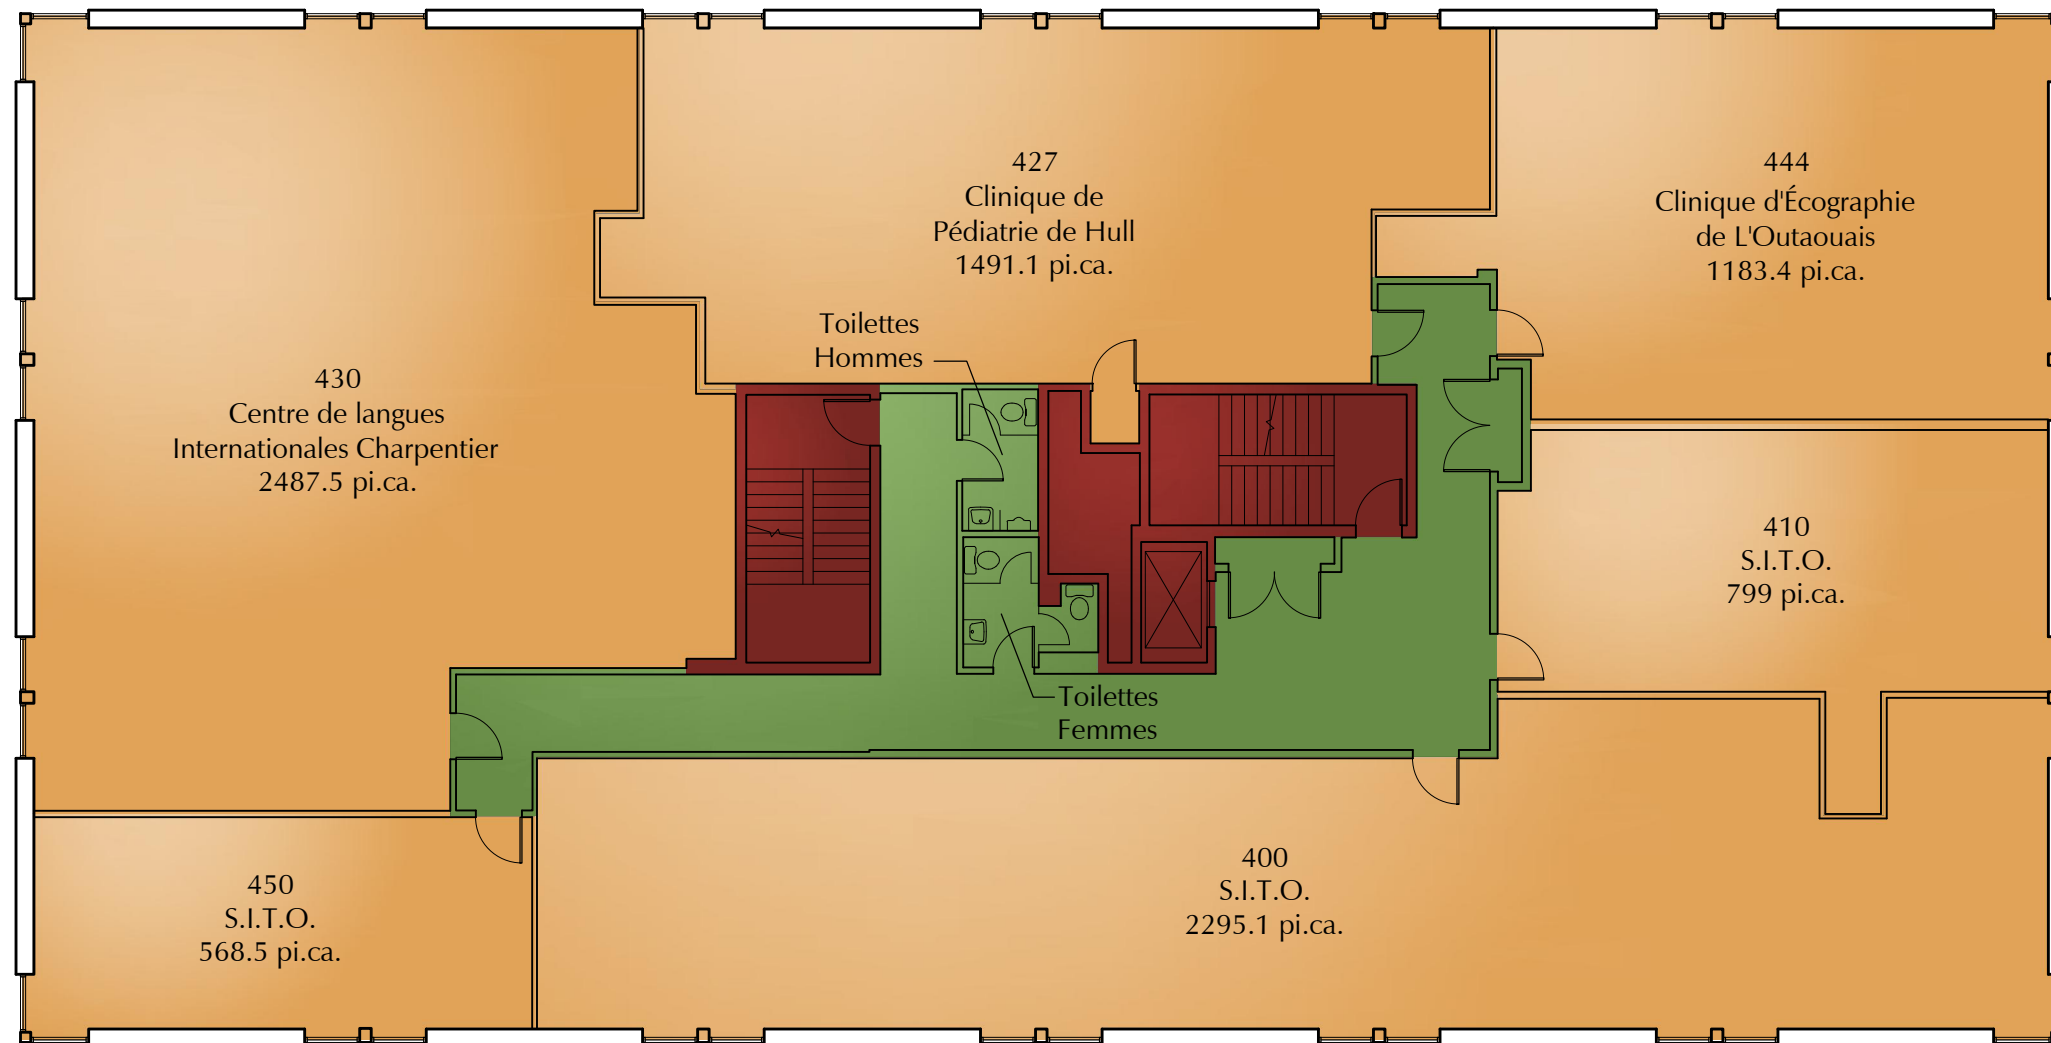 427
Clinique de
Pédiatrie de Hull
1491.1 pi.ca.
444
Clinique d'Écographie
de L'Outaouais
1183.4 pi.ca.
Toilettes
Hommes
430
Centre de langues
Internationales Charpentier
2487.5 pi.ca.
410
S.I.T.O.
799 pi.ca.
Toilettes
Femmes
450
S.I.T.O.
568.5 pi.ca.
400
S.I.T.O.
2295.1 pi.ca.